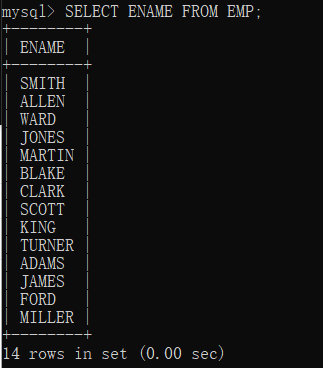 mysql> SELECT ENAME FROM EMP;
+--------+
| ENAME  |
+--------+
| SMITH  |
| ALLEN  |
| WARD   |
| JONES  |
| MARTIN |
| BLAKE  |
| CLARK  |
| SCOTT  |
| KING   |
| TURNER |
| ADAMS  |
| JAMES  |
| FORD   |
| MILLER |
+--------+
14 rows in set (0.00 sec)